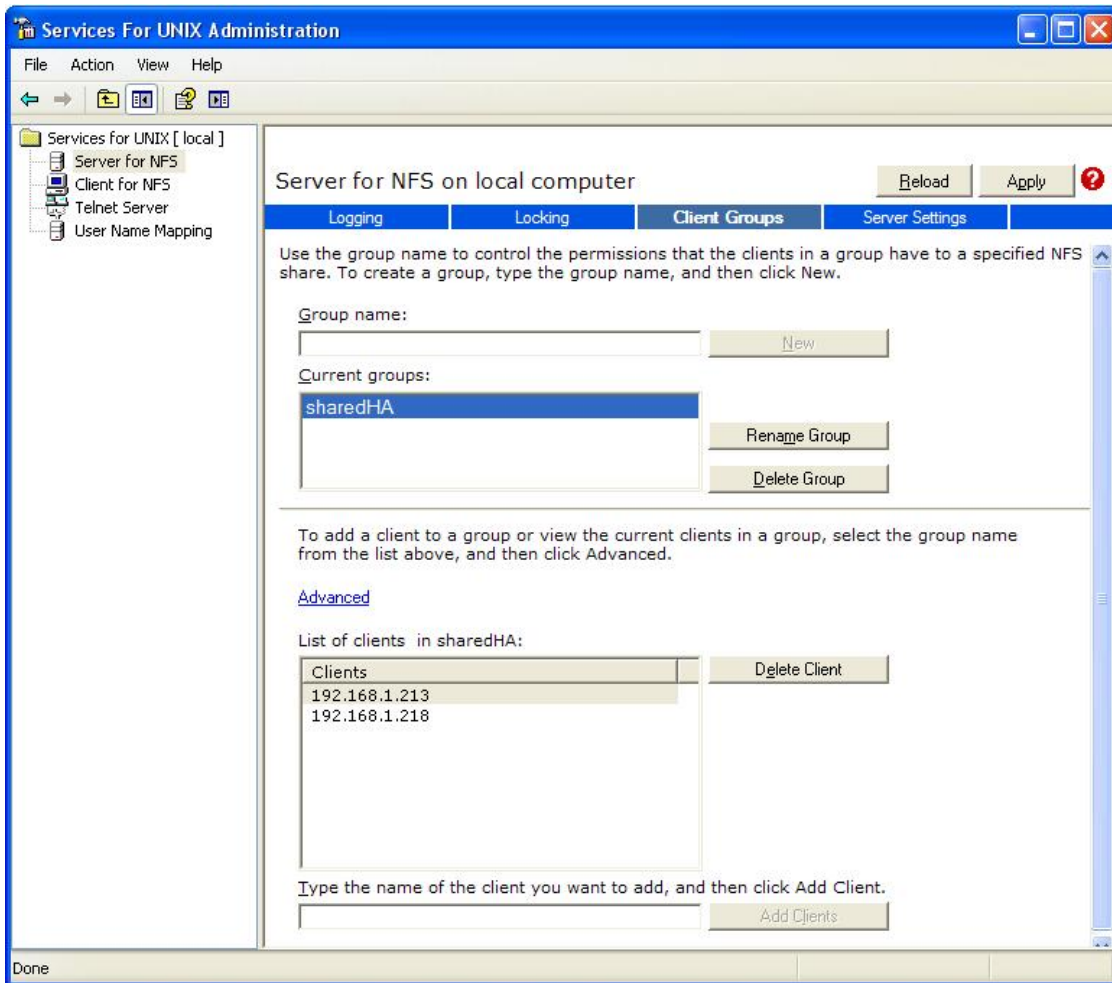 Services For UNIX Administration
File Action View Help
Services for UNIX [ local ]
Server for NFS
Client for NFS
Telnet Server
User Name Mapping
Server for NFS on local computer
Reload
Apply
?
Logging
Locking
Client Groups
Server Settings
Use the group name to control the permissions that the clients in a group have to a specified NFS
share. To create a group, type the group name, and then click New.
Group name:
New
Current groups:
sharedHA
Rename Group
Delete Group
To add a client to a group or view the current clients in a group, select the group name
from the list above, and then click Advanced.
Advanced
List of clients in sharedHA:
Clients
Delete Client
192.168.1.213
192.168.1.218
Type the name of the client you want to add, and then click Add Client.
Add Clients
Done